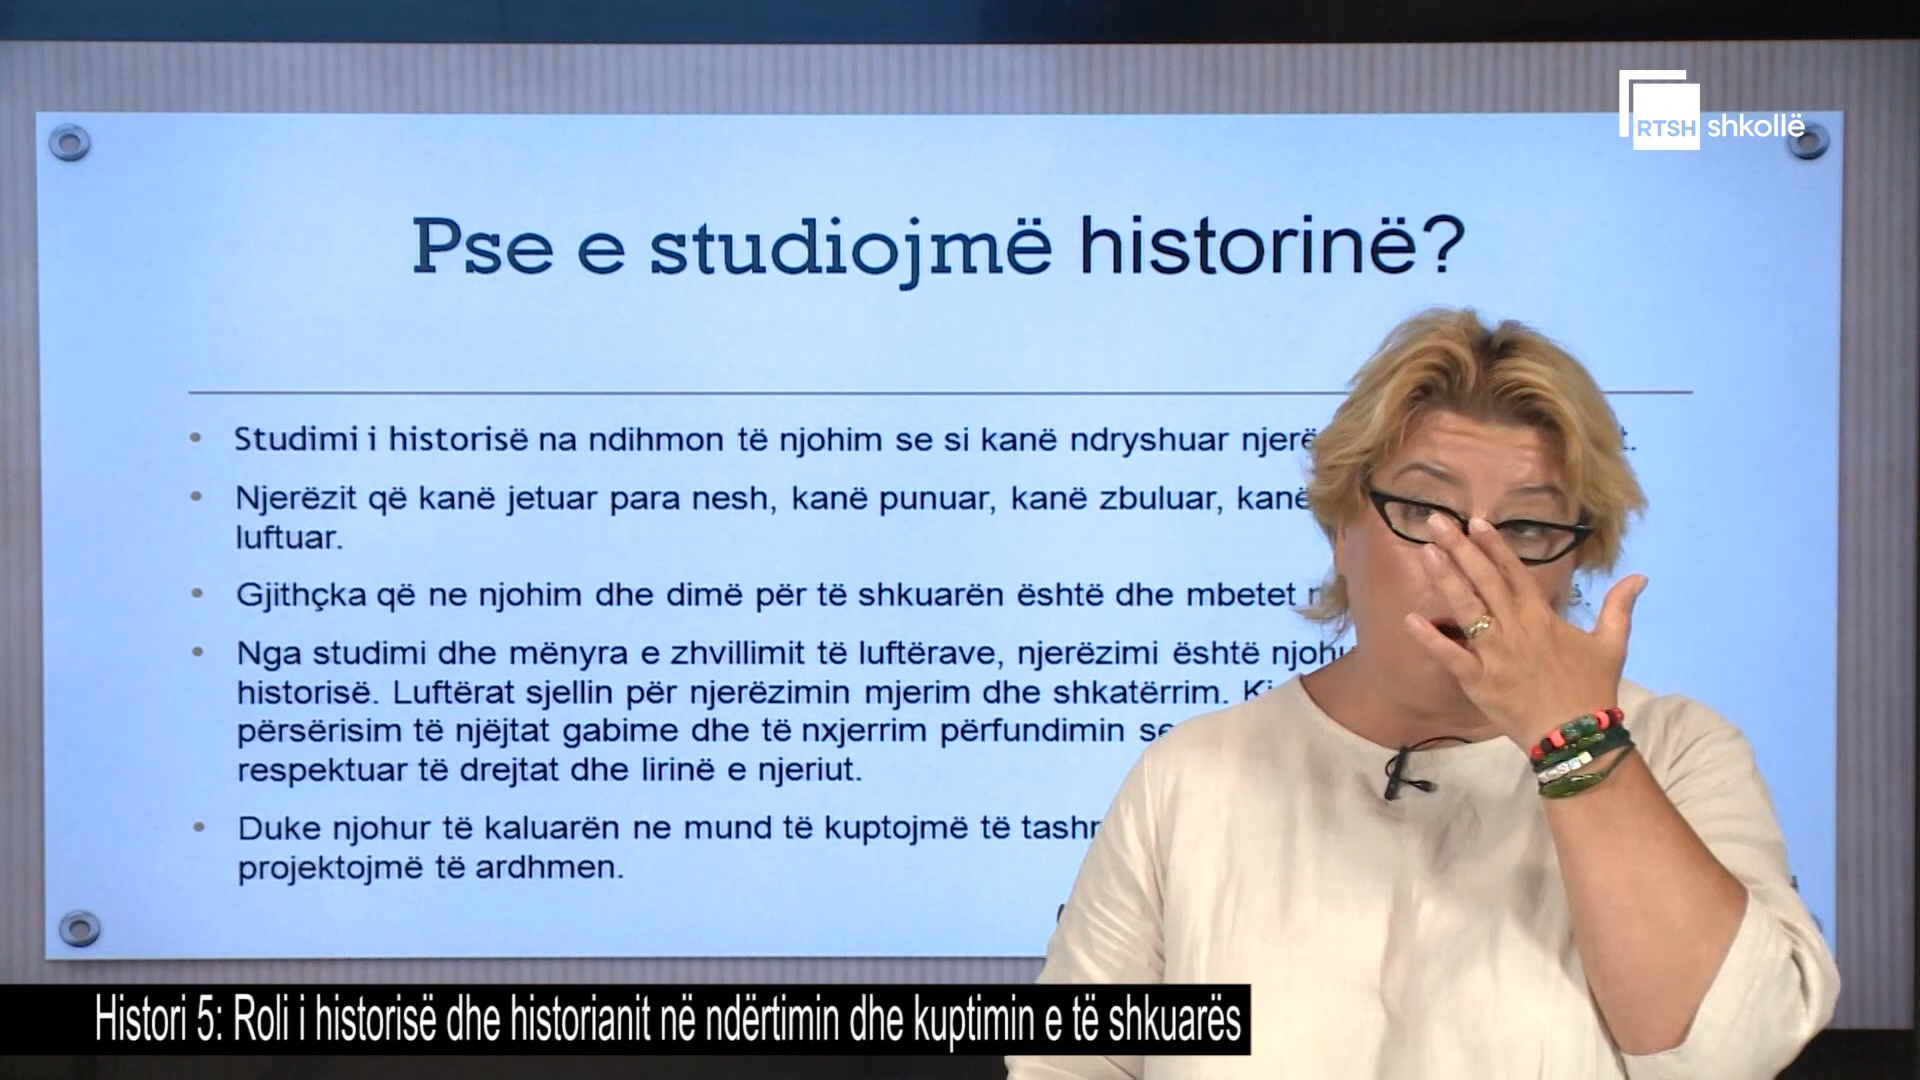 RTSH shkollë
Pse e studiojmë historinë?
Studimi i historisë na ndihmon të njohim se si kanë ndryshuar
Njerëzit që kanë jetuar para nesh, kanë punuar, kanë zbuluar, kanë
luftuar.
Gjithçka që ne njohim dhe dimë për të shkuarën është dhe mbetet
Nga studimi dhe mënyra e zhvillimit të luftërave, njerëzimi është
historisë. Luftërat sjellin për njerëzimin mjerim dhe shkatërrim.
përsërisim të njëjtat gabime dhe të nxjerrim përfundimin se
respektuar të drejtat dhe lirinë e njeriut.
Duke njohur të kaluarën ne mund të kuptojmë të
projektojmë të ardhmen.
Histori 5: Roli i historisë dhe historianit në ndërtimin dhe kuptimin e të shkuarës